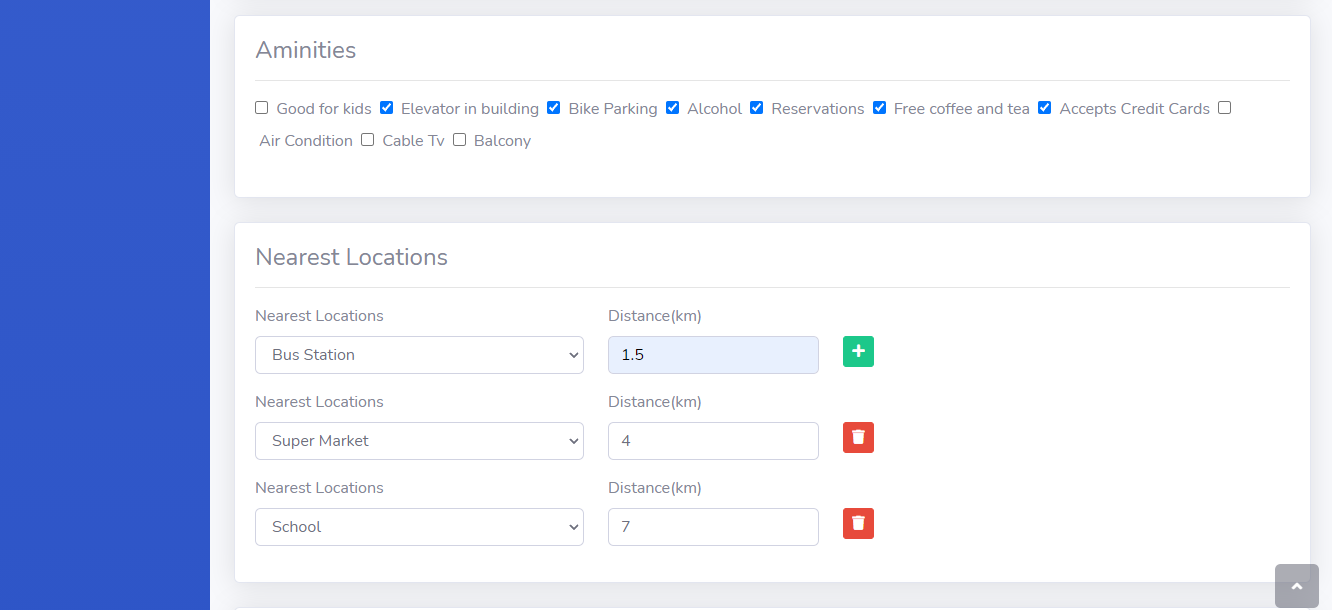 Aminities
Good for kids Elevator in building Bike Parking Alcohol Reservations Free coffee and tea Accepts Credit Cards
Air Condition Cable Tv Balcony
Nearest Locations
Nearest Locations Distance(km)
Bus Station 1.5
Nearest Locations Distance(km)
Super Market 4
Nearest Locations Distance(km)
School 7